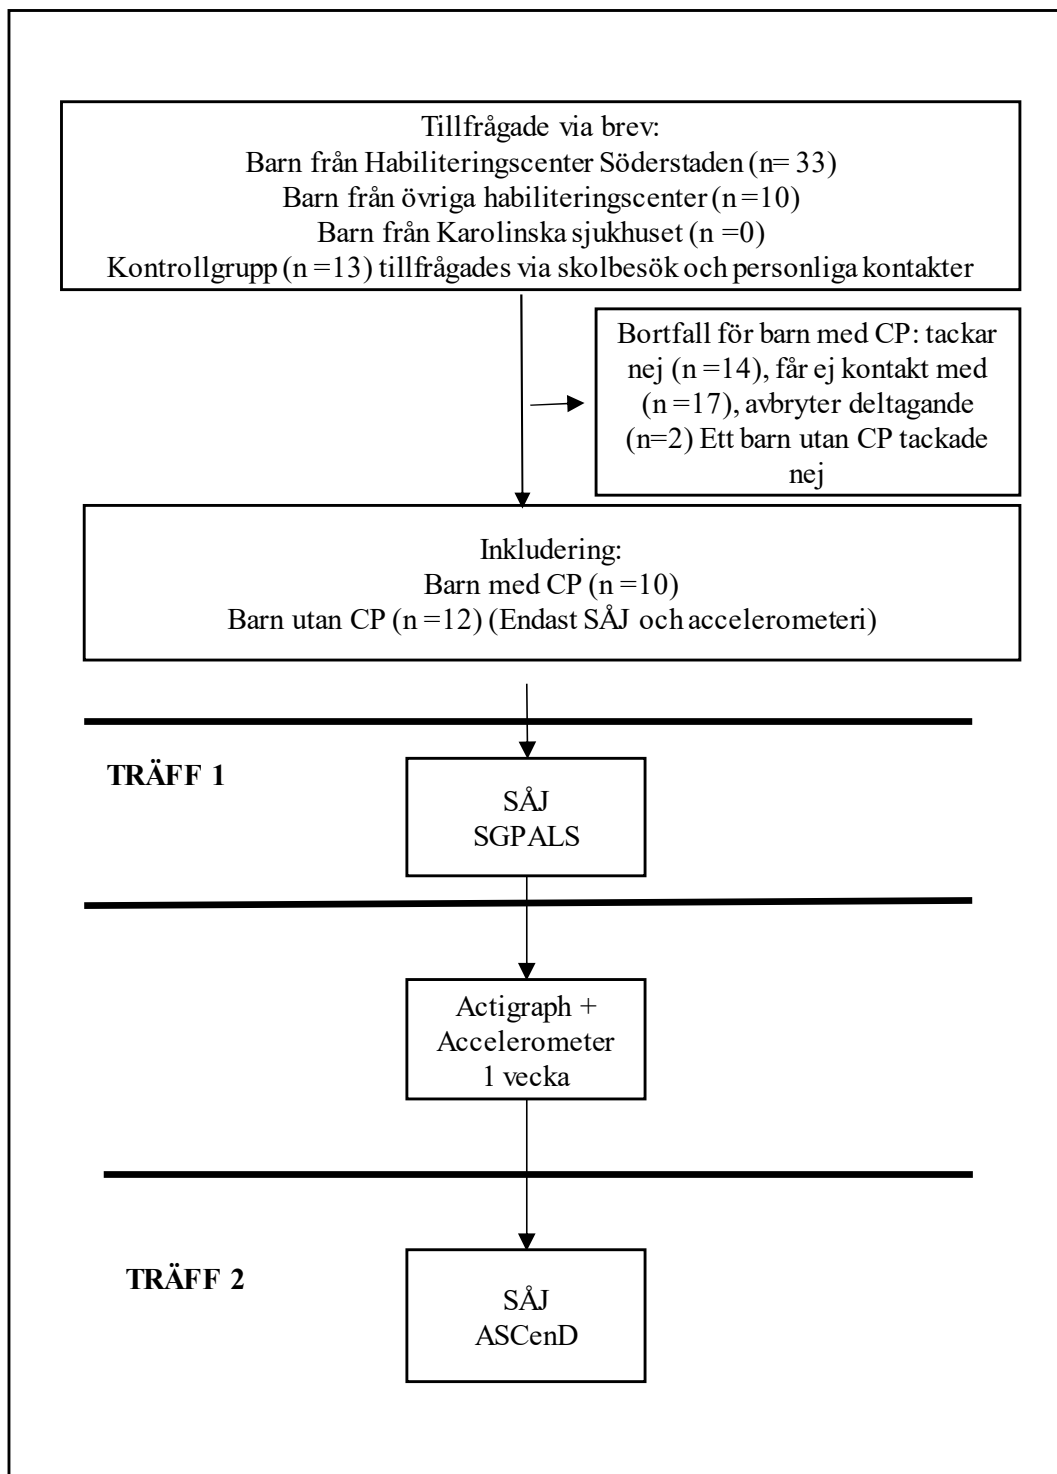 Tillfrågade via brev:
Barn från Habiliteringscenter Söderstaden (n= 33)
Barn från övriga habiliteringscenter (n =10)
Barn från Karolinska sjukhuset (n =0)
Kontrollgrupp (n =13) tillfrågades via skolbesök och personliga kontakter
Bortfall för barn med CP: tackar
nej (n =14), får ej kontakt med
(n =17), avbryter deltagande
(n=2) Ett barn utan CP tackade
nej
Inkludering:
Barn med CP (n =10)
Barn utan CP (n =12) (Endast SÅJ och accelerometeri)
TRÄFF 1
SÅJ
SGPALS
Actigraph +
Accelerometer
1 vecka
TRÄFF 2
SÅJ
ASCenD